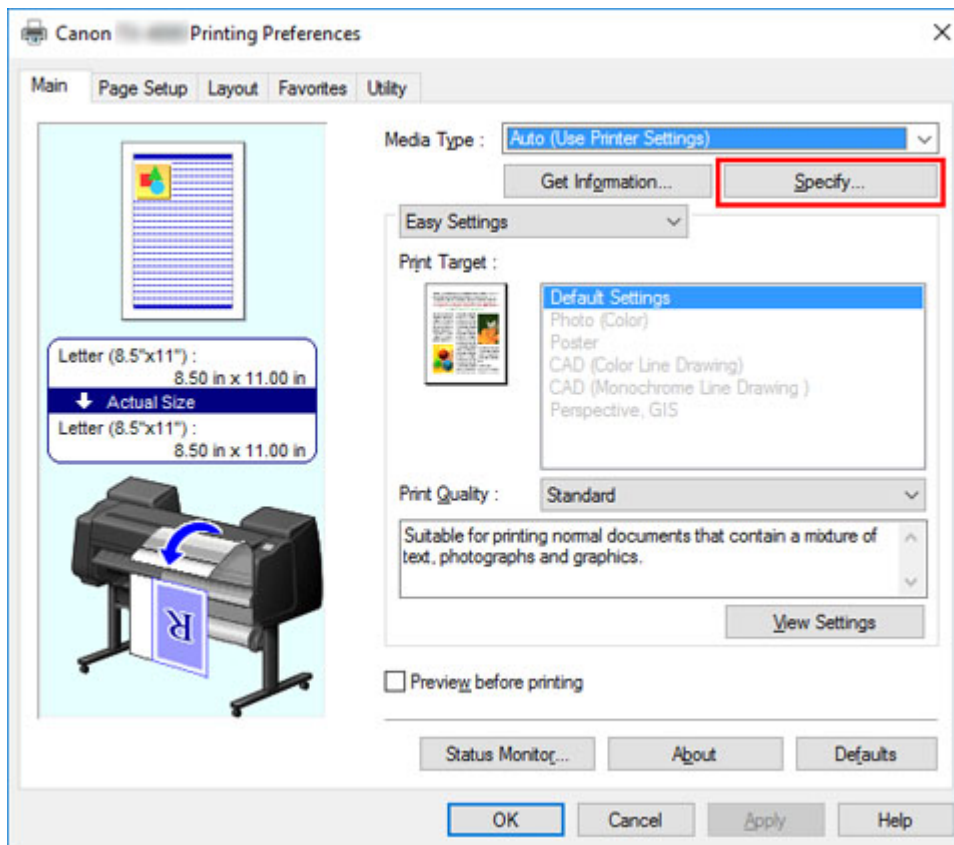 Canon Printing Preferences
Main Page Setup Layout Favorites Utility
Media Type : Auto (Use Printer Settings)
Get Information... Specify...
Easy Settings
Print Target :
Default Settings
Photo (Color)
Poster
CAD (Color Line Drawing)
CAD (Monochrome Line Drawing )
Perspective, GIS
Letter (8.5"x11") :
8.50 in x 11.00 in
Actual Size
Letter (8.5"x11") :
8.50 in x 11.00 in
R
Print Quality : Standard
Suitable for printing normal documents that contain a mixture of
text, photographs and graphics.
View Settings
Preview before printing
Status Monitor... About Defaults
OK Cancel Apply Help